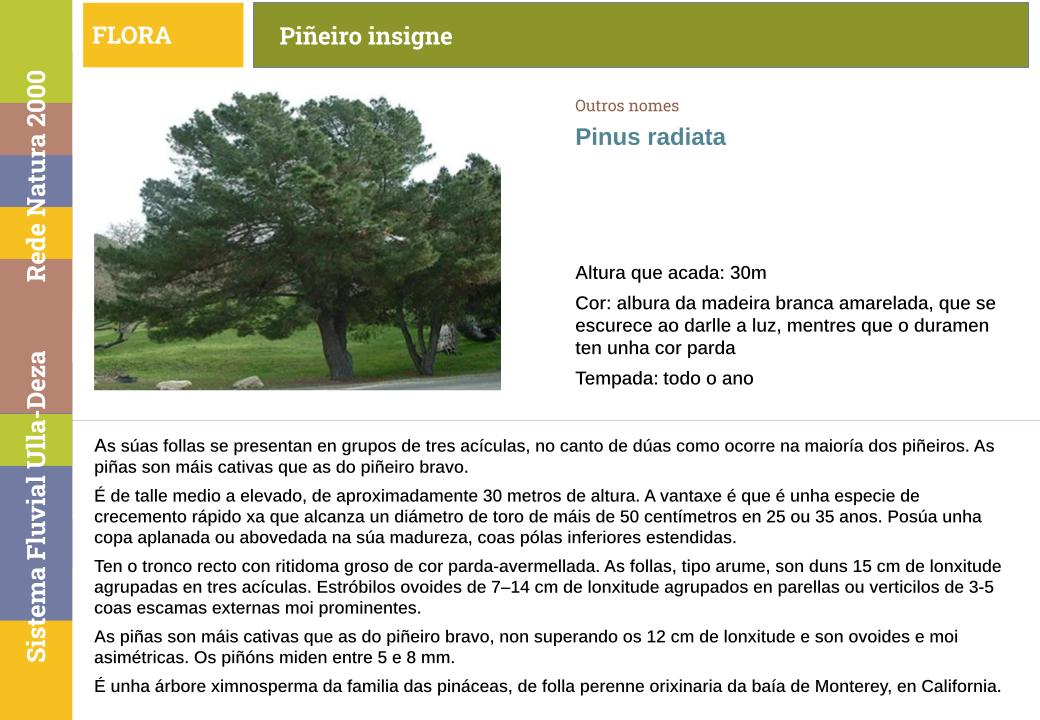 FLORA
Piñeiro insigne
Rede Natura 2000
Sistema Fluvial Ulla-Deza
Outros nomes
Pinus radiata
Altura que acada: 30m
Cor: albura da madeira branca amarelada, que se
escurece ao darlle a luz, mentres que o duramen
ten unha cor parda
Tempada: todo o ano
As súas follas se presentan en grupos de tres acículas, no canto de dúas como ocorre na maioría dos piñeiros. As
piñas son máis cativas que as do piñeiro bravo.
É de talle medio a elevado, de aproximadamente 30 metros de altura. A vantaxe é que é unha especie de
crecemento rápido xa que alcanza un diámetro de toro de máis de 50 centímetros en 25 ou 35 anos. Posúa unha
copa aplanada ou abovedada na súa madureza, coas pólas inferiores estendidas.
Ten o tronco recto con ritidoma groso de cor parda-avermellada. As follas, tipo arume, son duns 15 cm de lonxitude
agrupadas en tres acículas. Estróbilos ovoides de 7–14 cm de lonxitude agrupados en parellas ou verticilos de 3-5
coas escamas externas moi prominentes.
As piñas son máis cativas que as do piñeiro bravo, non superando os 12 cm de lonxitude e son ovoides e moi
asimétricas. Os piñóns miden entre 5 e 8 mm.
É unha árbore ximnosperma da familia das pináceas, de folla perenne orixinaria da baía de Monterey, en California.